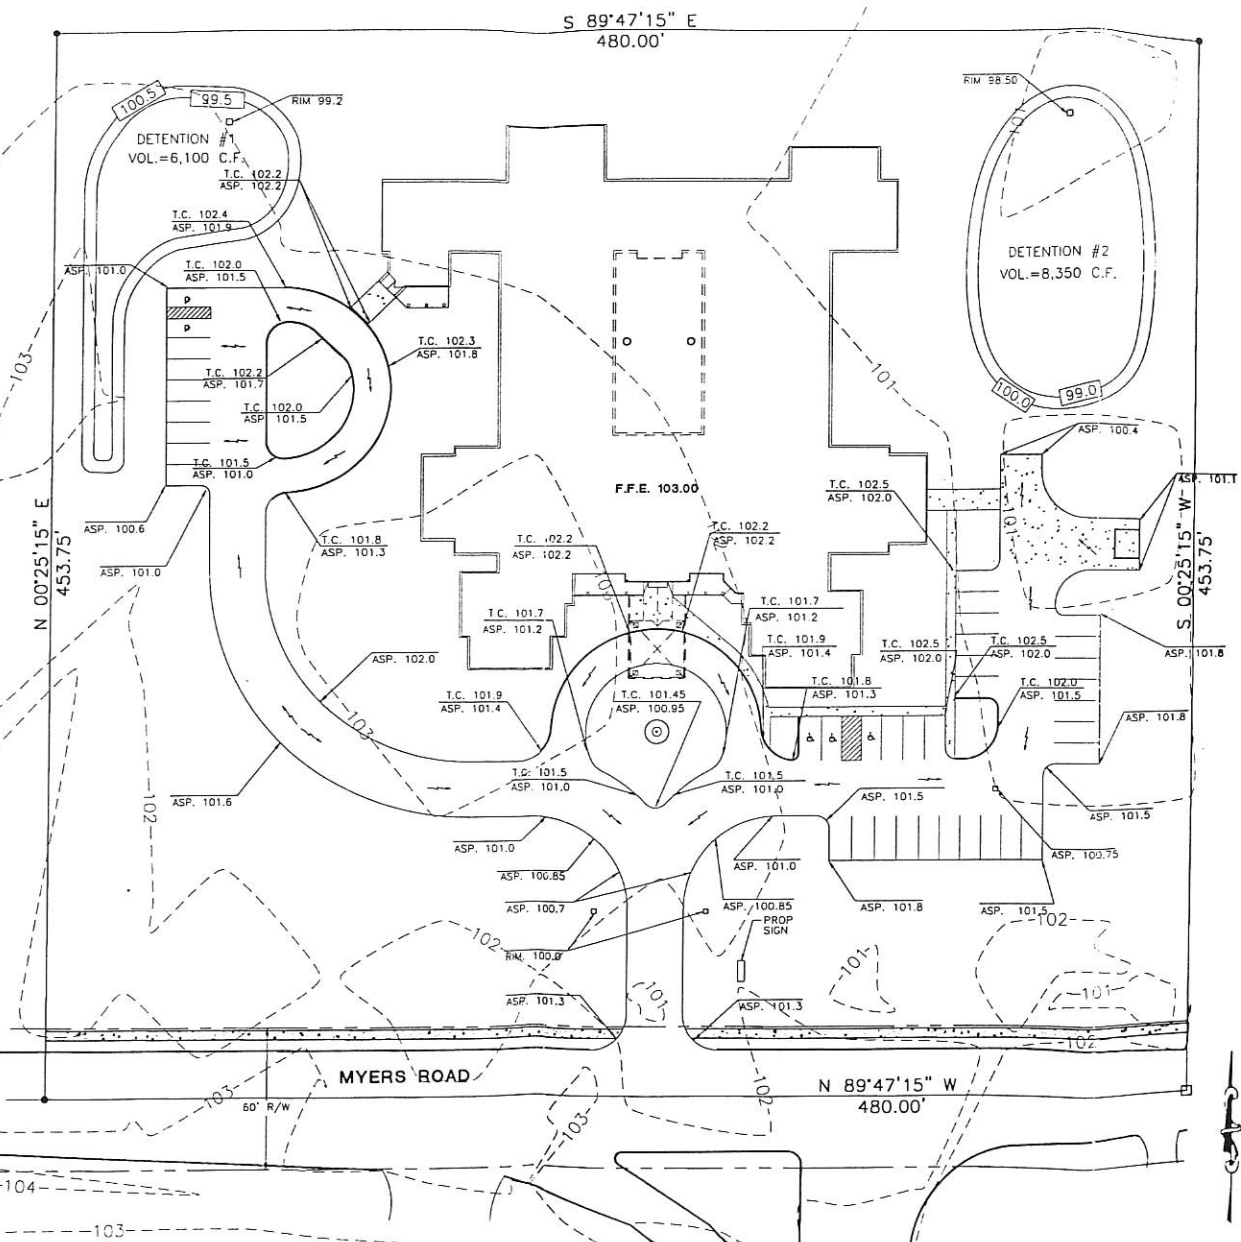 S 89°47'15" E
480.00'
100.5
99.5
RIM 99.2
RIM 98.50
DETENTION #1
VOL.=6,100 C.F.
101
T.C. 102.2
ASP. 102.2
T.C. 102.4
ASP. 101.9
DETENTION #2
VOL.=8,350 C.F.
ASP. 101.0
T.C. 102.0
ASP. 101.5
P
P
T.C. 102.3
ASP. 101.8
103
T.C. 102.2
ASP. 101.7
101
100.0
99.0
T.C. 102.0
ASP. 101.5
ASP. 100.4
T.C. 101.5
ASP. 101.0
F.F.E. 103.00
T.C. 102.5
ASP. 102.0
ASP. 101.1
N 00°25'15" E
453.75'
S 00°25'15" W
453.75'
ASP. 100.6
T.C. 101.8
ASP. 101.3
T.C. 102.2
ASP. 102.2
T.C. 102.2
ASP. 102.2
101
ASP. 101.0
T.C. 101.7
ASP. 101.2
T.C. 101.7
ASP. 101.2
T.C. 101.9
ASP. 101.4
T.C. 102.5
ASP. 102.0
T.C. 102.5
ASP. 102.0
ASP. 101.8
ASP. 102.0
T.C. 101.9
ASP. 101.4
T.C. 101.45
ASP. 100.95
T.C. 101.8
ASP. 101.3
T.C. 102.0
ASP. 101.5
ASP. 101.8
103
T.C. 101.5
ASP. 101.0
T.C. 101.5
ASP. 101.0
ASP. 101.6
102
ASP. 101.5
ASP. 101.5
ASP. 101.0
ASP. 101.0
ASP. 100.75
ASP. 100.85
ASP. 100.7
ASP. 100.85
ASP. 101.8
ASP. 101.5
PROP
SIGN
102
102
RIM 100.0
101
ASP. 101.3
101
ASP. 101.3
101
102
MYERS ROAD
N 89°47'15" W
480.00'
103
60' R/W
102
103
104
103